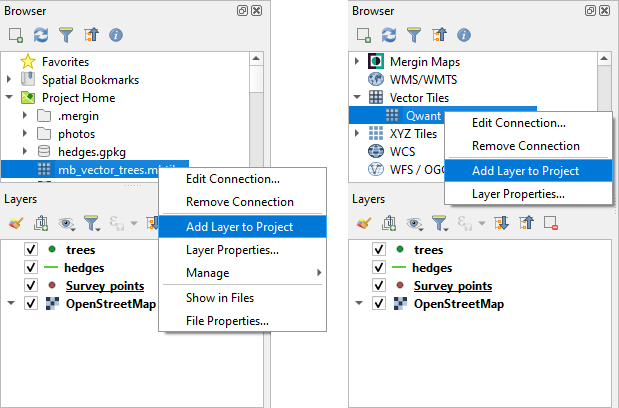 Browser
Favorites
Spatial Bookmarks
Project Home
.mergin
photos
hedges.gpkg
mb_vector_trees.mbtile
Edit Connection...
Remove Connection
Add Layer to Project
Layer Properties...
Manage
Show in Files
File Properties...
Layers
trees
hedges
Survey points
OpenStreetMap
Browser
Mergin Maps
WMS/WMTS
Vector Tiles
Qwant
XYZ Tiles
WCS
WFS / OGC
Edit Connection...
Remove Connection
Add Layer to Project
Layer Properties...
Layers
trees
hedges
Survey points
OpenStreetMap